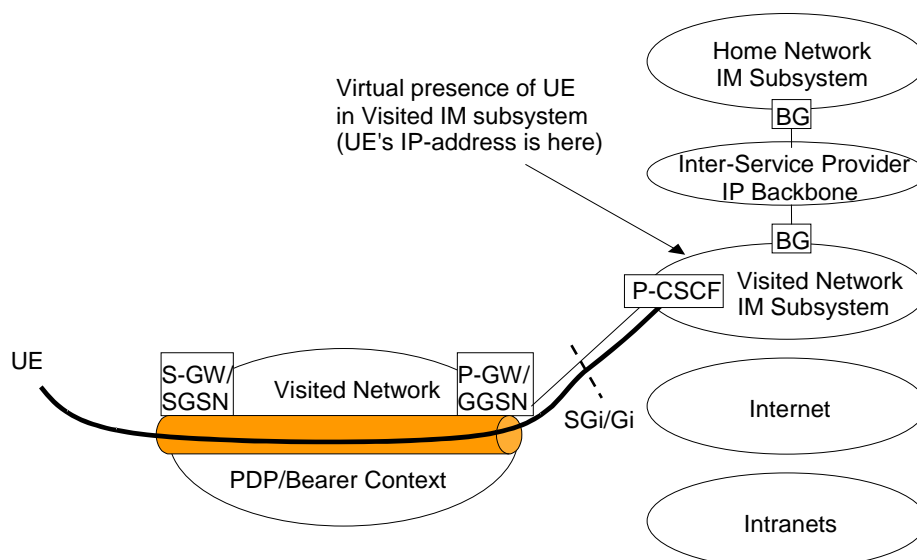 Home Network
IM Subsystem
BG
Virtual presence of UE
in Visited IM subsystem
(UE's IP-address is here)
Inter-Service Provider
IP Backbone
BG
P-CSCF
Visited Network
IM Subsystem
UE
S-GW/
SGSN
Visited Network
P-GW/
GGSN
SGi/Gi
Internet
PDP/Bearer Context
Intranets